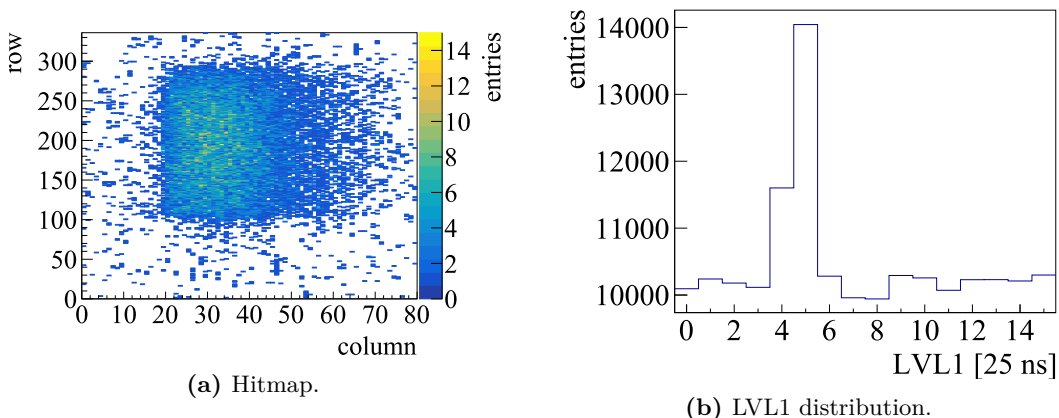 row
300
250
200
150
100
50
0
0 10 20 30 40 50 60 70 80
column
14
12
10
8
6
4
2
0
entries
(a) Hitmap.
entries
14000
13000
12000
11000
10000
0 2 4 6 8 10 12 14
LVL1 [25 ns]
(b) LVL1 distribution.